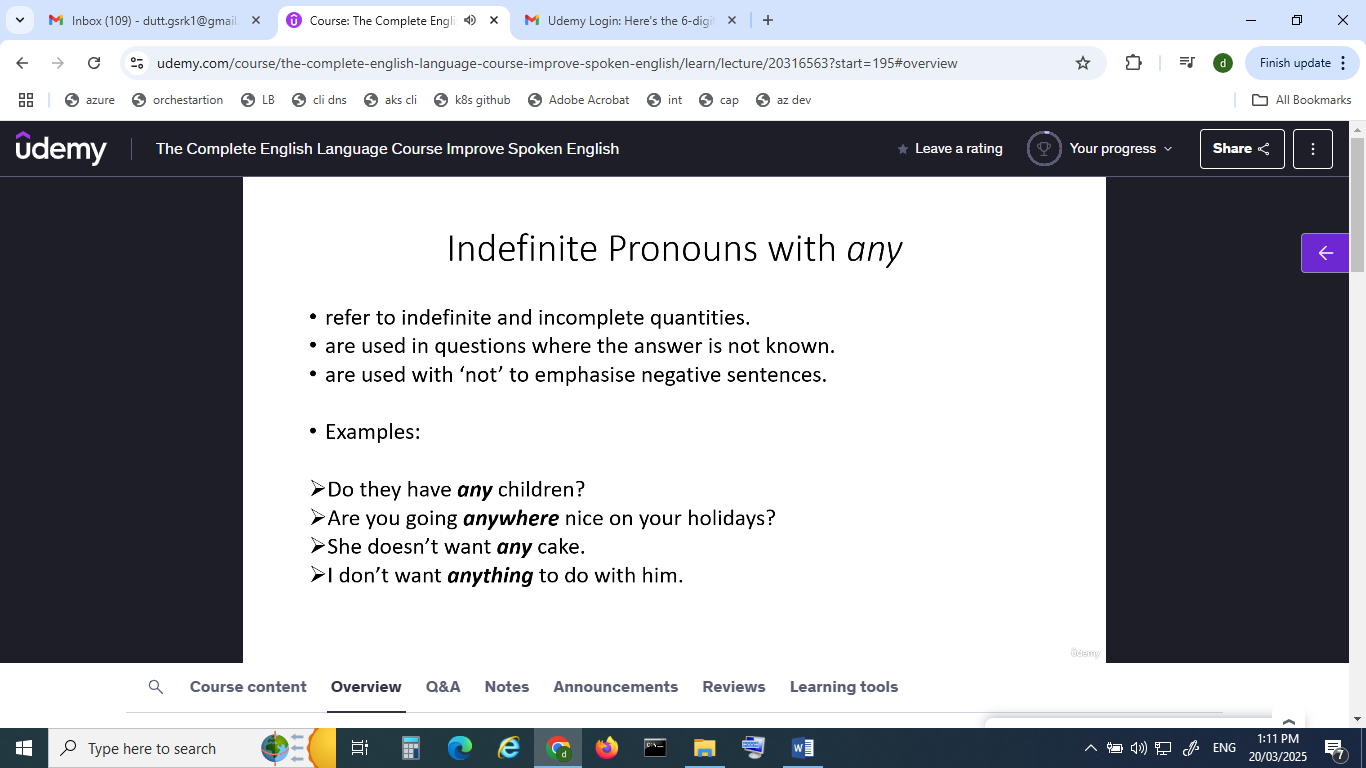 Inbox (109) - dutt.gsrk1@gmail.
Course: The Complete Engli
Udemy Login: Here's the 6-digi
udemy.com/course/the-complete-english-language-course-improve-spoken-english/learn/lecture/20316563?start=195#overview
d
Finish update
azure
orchestartion
LB
cli dns
aks cli
k8s github
Adobe Acrobat
int
cap
az dev
All Bookmarks
udemy
The Complete English Language Course Improve Spoken English
Leave a rating
Your progress
Share
Indefinite Pronouns with any
• refer to indefinite and incomplete quantities.
• are used in questions where the answer is not known.
• are used with ‘not’ to emphasise negative sentences.
• Examples:
➢Do they have any children?
➢Are you going anywhere nice on your holidays?
➢She doesn’t want any cake.
➢I don’t want anything to do with him.
udemy
Course content
Overview
Q&A
Notes
Announcements
Reviews
Learning tools
Type here to search
d
ENG
1:11 PM
20/03/2025
7